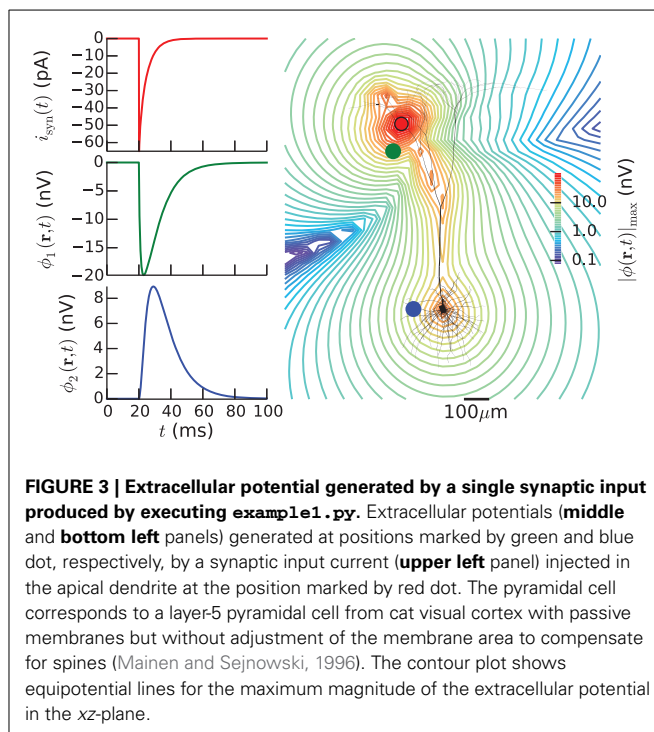 0
−10
−20
−30
−40
−50
−60
i_syn(t) (pA)
0
−5
−10
−15
−20
ϕ₁(r,t) (nV)
8
6
4
2
0
ϕ₂(r,t) (nV)
0 20 40 60 80 100
t (ms)
10.0
1.0
0.1
|ϕ(r,t)|_max (nV)
100μm
FIGURE 3 | Extracellular potential generated by a single synaptic input
produced by executing example1.py. Extracellular potentials (middle
and bottom left panels) generated at positions marked by green and blue
dot, respectively, by a synaptic input current (upper left panel) injected in
the apical dendrite at the position marked by red dot. The pyramidal cell
corresponds to a layer-5 pyramidal cell from cat visual cortex with passive
membranes but without adjustment of the membrane area to compensate
for spines (Mainen and Sejnowski, 1996). The contour plot shows
equipotential lines for the maximum magnitude of the extracellular potential
in the xz-plane.